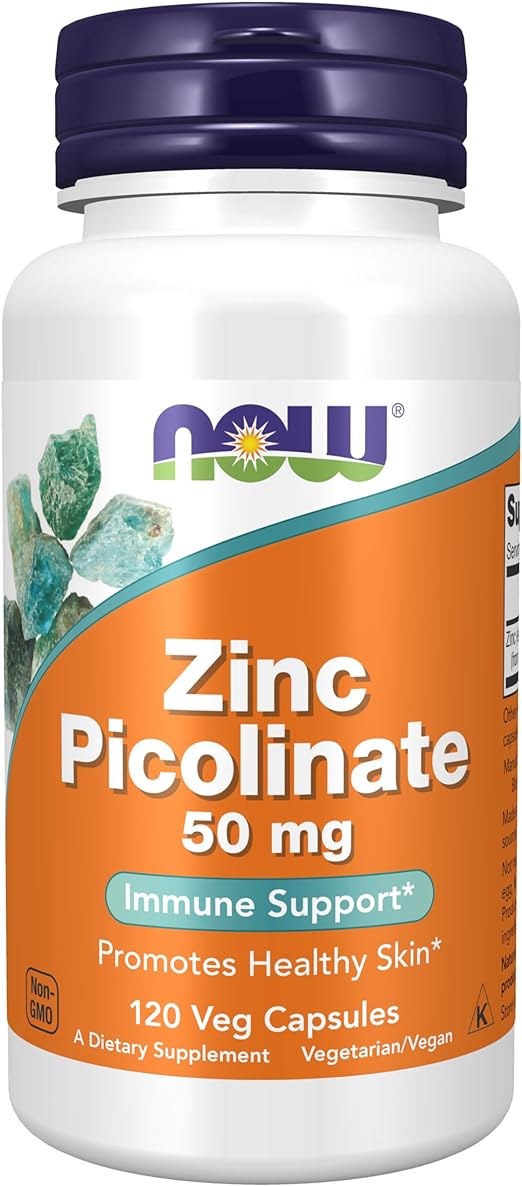 NOW®
Zinc
Picolinate
50 mg
Immune Support*
Promotes Healthy Skin*
Non-
GMO
120 Veg Capsules
A Dietary Supplement Vegetarian/Vegan
K
Zinc